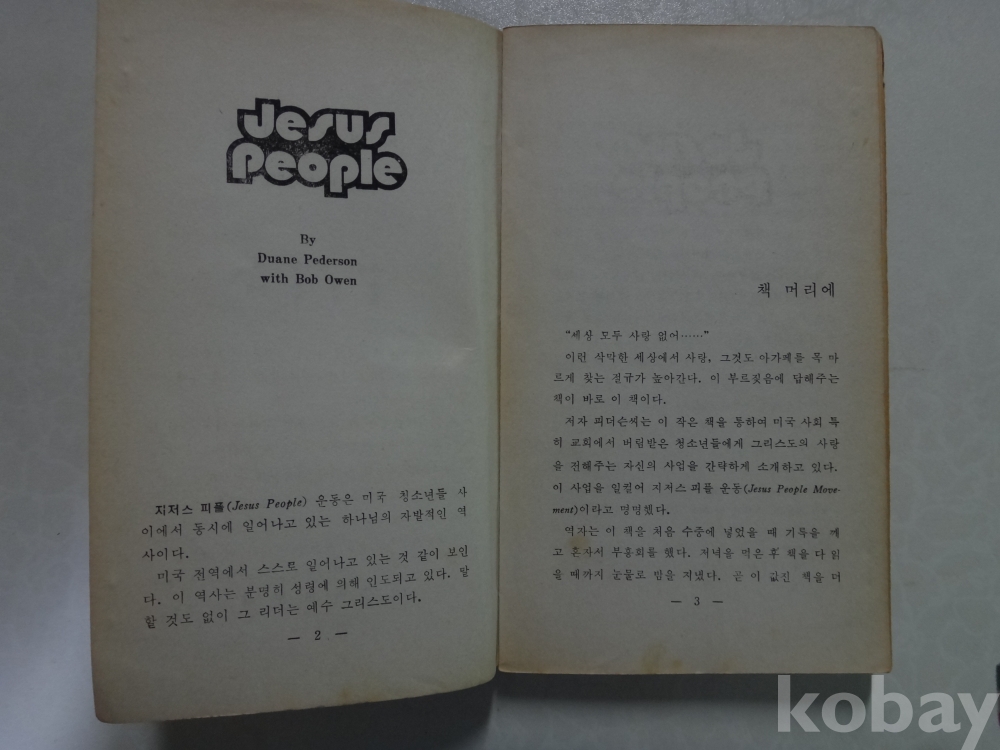 Jesus
People
By
Duane Pederson
with Bob Owen
지저스 피플(Jesus People) 운동은 미국 청소년들 사
이에서 동시에 일어나고 있는 하나님의 자발적인 역
사이다.
미국 전역에서 스스로 일어나고 있는 것 같이 보인
다. 이 역사는 분명히 성령에 의해 인도되고 있다. 말
할 것도 없이 그 리더는 예수 그리스도이다.
— 2 —
책 머리에
“세상 모두 사랑 없어……”
이런 삭막한 세상에서 사랑, 그것도 아가페를 목 마
르게 찾는 절규가 높아간다. 이 부르짖음에 답해주는
책이 바로 이 책이다.
저자 피더슨씨는 이 작은 책을 통하여 미국 사회 특
히 교회에서 버림받은 청소년들에게 그리스도의 사랑
을 전해주는 자신의 사업을 간략하게 소개하고 있다.
이 사업을 일컬어 지저스 피플 운동(Jesus People Move-
ment)이라고 명명했다.
역자는 이 책을 처음 수중에 넣었을 때 기록을 깨
고 혼자서 부흥회를 했다. 저녁을 먹은 후 책을 다 읽
을 때까지 눈물로 밤을 지냈다. 곧 이 값진 책을 더
— 3 —
kobay